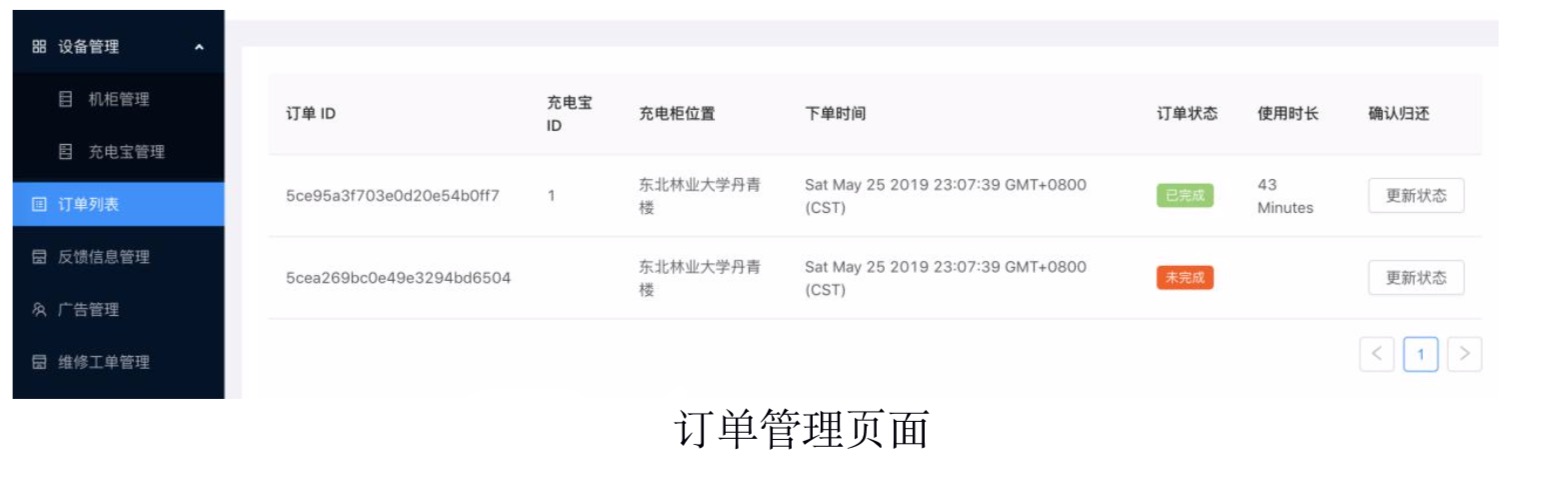 设备管理
机柜管理
充电宝管理
订单列表
反馈信息管理
广告管理
维修工单管理
订单 ID
充电宝
ID
充电柜位置
下单时间
订单状态
使用时长
确认归还
5ce95a3f703e0d20e54b0ff7
1
东北林业大学丹青
楼
Sat May 25 2019 23:07:39 GMT+0800
(CST)
已完成
43
Minutes
更新状态
5cea269bc0e49e3294bd6504
东北林业大学丹青
楼
Sat May 25 2019 23:07:39 GMT+0800
(CST)
未完成
更新状态
< 1 >
订单管理页面